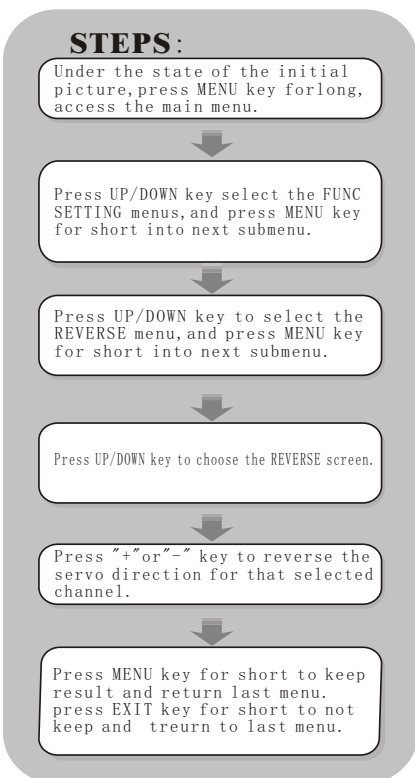 STEPS:
Under the state of the initial
picture,press MENU key forlong,
access the main menu.
Press UP/DOWN key select the FUNC
SETTING menus,and press MENU key
for short into next submenu.
Press UP/DOWN key to select the
REVERSE menu,and press MENU key
for short into next submenu.
Press UP/DOWN key to choose the REVERSE screen.
Press "+"or"-" key to reverse the
servo direction for that selected
channel.
Press MENU key for short to keep
result and return last menu.
press EXIT key for short to not
keep and treurn to last menu.